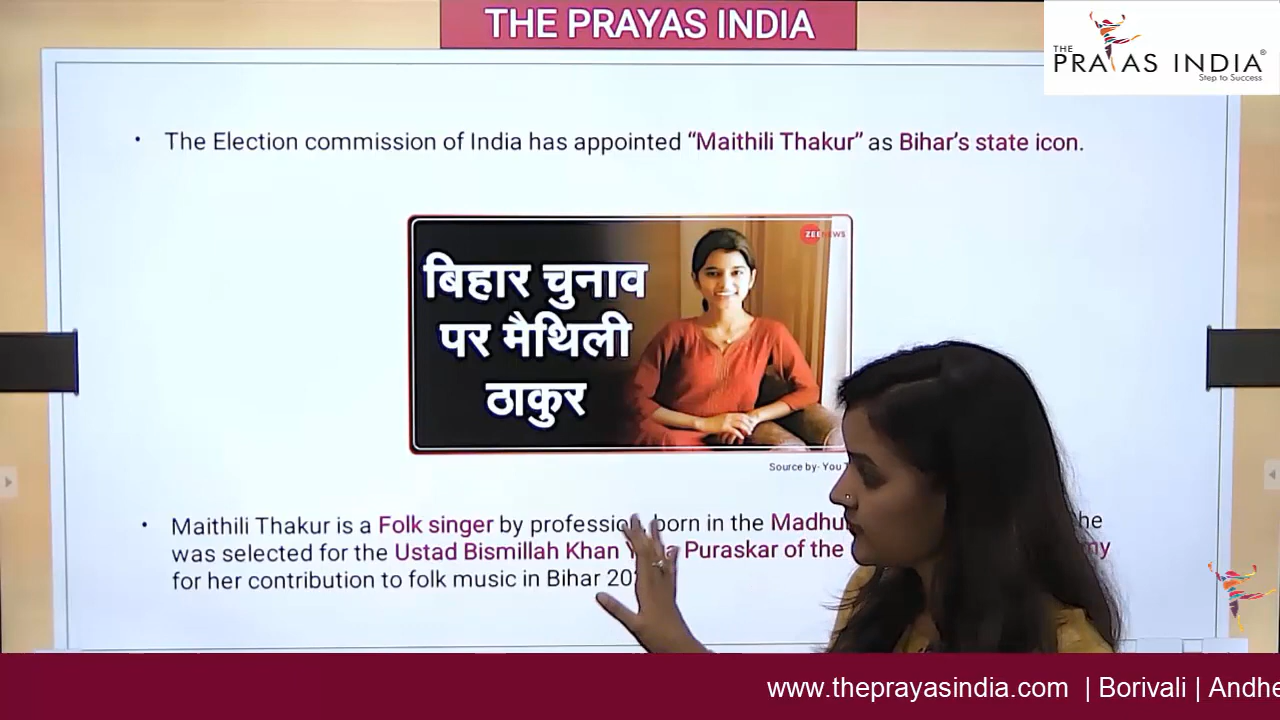 THE PRAYAS INDIA
THE
PRAYAS INDIA®
Step to Success
• The Election commission of India has appointed “Maithili Thakur” as Bihar’s state icon.
ZEE NEWS
बिहार चुनाव
पर मैथिली
ठाकुर
Source by- You
• Maithili Thakur is a Folk singer by profession, born in the
was selected for the Ustad Bismillah Khan Puraskar of the
for her contribution to folk music in Bihar
www.theprayasindia.com | Borivali |